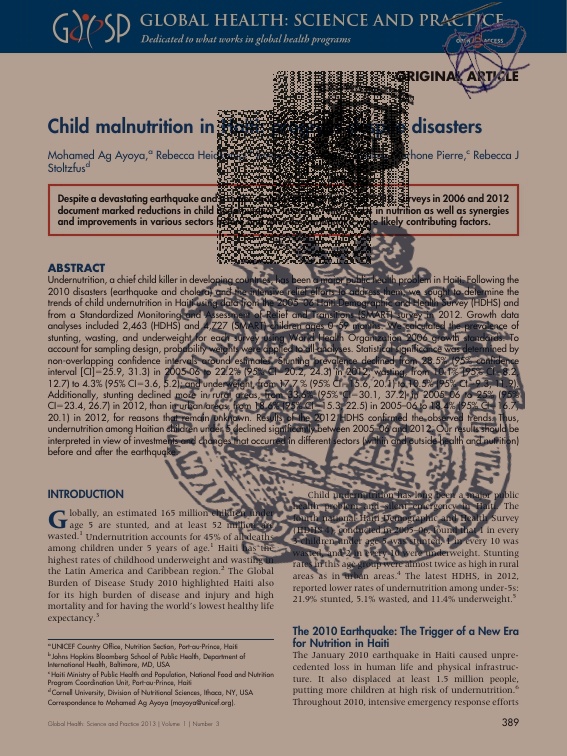 GLOBAL HEALTH: SCIENCE AND PRACTICE
Dedicated to what works in global health programs
ORIGINAL ARTICLE
Child malnutrition in disasters
Mohamed Ag Ayoya,a Rebecca Pierre,c Rebecca J
Stoltzfusd
Despite a devastating earthquake and surveys in 2006 and 2012
document marked reductions in child in nutrition as well as synergies
and improvements in various sectors likely contributing factors.
ABSTRACT
Undernutrition, a chief child killer in developing countries, has been a major public health problem in Haiti. Following the
2010 disasters (earthquake and cholera) and the intensive relief efforts to address them, we sought to determine the
trends of child undernutrition in Haiti using data from the 2005–06 Haiti Demographic and Health Survey (HDHS) and
from a Standardized Monitoring and Assessment of Relief and Transitions (SMART) survey in 2012. Growth data
analyses included 2,463 (HDHS) and 4,727 (SMART) children ages 0–59 months. We calculated the prevalence of
stunting, wasting, and underweight for each survey using World Health Organization 2006 growth standards. To
account for sampling design, probability weights were applied to all analyses. Statistical significance was determined by
non-overlapping confidence intervals around estimates. Stunting prevalence declined from 28.5% (95% confidence
interval [CI]=25.9, 31.3) in 2005-06 to 22.2% (95% CI=20.2, 24.3) in 2012, wasting, from 10.1% (95% CI=8.2,
12.7) to 4.3% (95% CI=3.6, 5.2), and underweight, from 17.7% (95% CI=15.6, 20.1) to 10.5% (95% CI=9.3, 11.9).
Additionally, stunting declined more in rural areas, from 33.6% (95% CI=30.1, 37.2) in 2005–06 to 25% (95%
CI=23.4, 26.7) in 2012, than in urban areas, from 18.6% (95% CI=15.3, 22.5) in 2005–06 to 18.4% (95% CI=16.7,
20.1) in 2012, for reasons that remain unknown. Results of the 2012 HDHS confirmed the observed trends. Thus,
undernutrition among Haitian children under 5 declined significantly between 2005–06 and 2012. Our results should be
interpreted in view of investments and changes that occurred in different sectors (within and outside health and nutrition)
before and after the earthquake.
INTRODUCTION
Globally, an estimated 165 million children under
age 5 are stunted, and at least 52 million are
wasted.1 Undernutrition accounts for 45% of all deaths
among children under 5 years of age.1 Haiti has the
highest rates of childhood underweight and wasting in
the Latin America and Caribbean region.2 The Global
Burden of Disease Study 2010 highlighted Haiti also
for its high burden of disease and injury and high
mortality and for having the world's lowest healthy life
expectancy.3
a UNICEF Country Office, Nutrition Section, Port-au-Prince, Haiti
b Johns Hopkins Bloomberg School of Public Health, Department of
International Health, Baltimore, MD, USA
c Haiti Ministry of Public Health and Population, National Food and Nutrition
Program Coordination Unit, Port-au-Prince, Haiti
d Cornell University, Division of Nutritional Sciences, Ithaca, NY, USA
Correspondence to Mohamed Ag Ayoya (mayoya@unicef.org).
Child undernutrition has long been a major public
health problem and silent emergency in Haiti. The
fourth national Haiti Demographic and Health Survey
(HDHS-4), conducted in 2005–06, found that 1 in every
3 children under age 5 was stunted, 1 in every 10 was
wasted, and 2 in every 10 were underweight. Stunting
rates in this age group were almost twice as high in rural
areas as in urban areas.4 The latest HDHS, in 2012,
reported lower rates of undernutrition among under-5s:
21.9% stunted, 5.1% wasted, and 11.4% underweight.5
The 2010 Earthquake: The Trigger of a New Era
for Nutrition in Haiti
The January 2010 earthquake in Haiti caused unpre-
cedented loss in human life and physical infrastruc-
ture. It also displaced at least 1.5 million people,
putting more children at high risk of undernutrition.6
Throughout 2010, intensive emergency response efforts
Global Health: Science and Practice 2013 | Volume 1 | Number 3
389